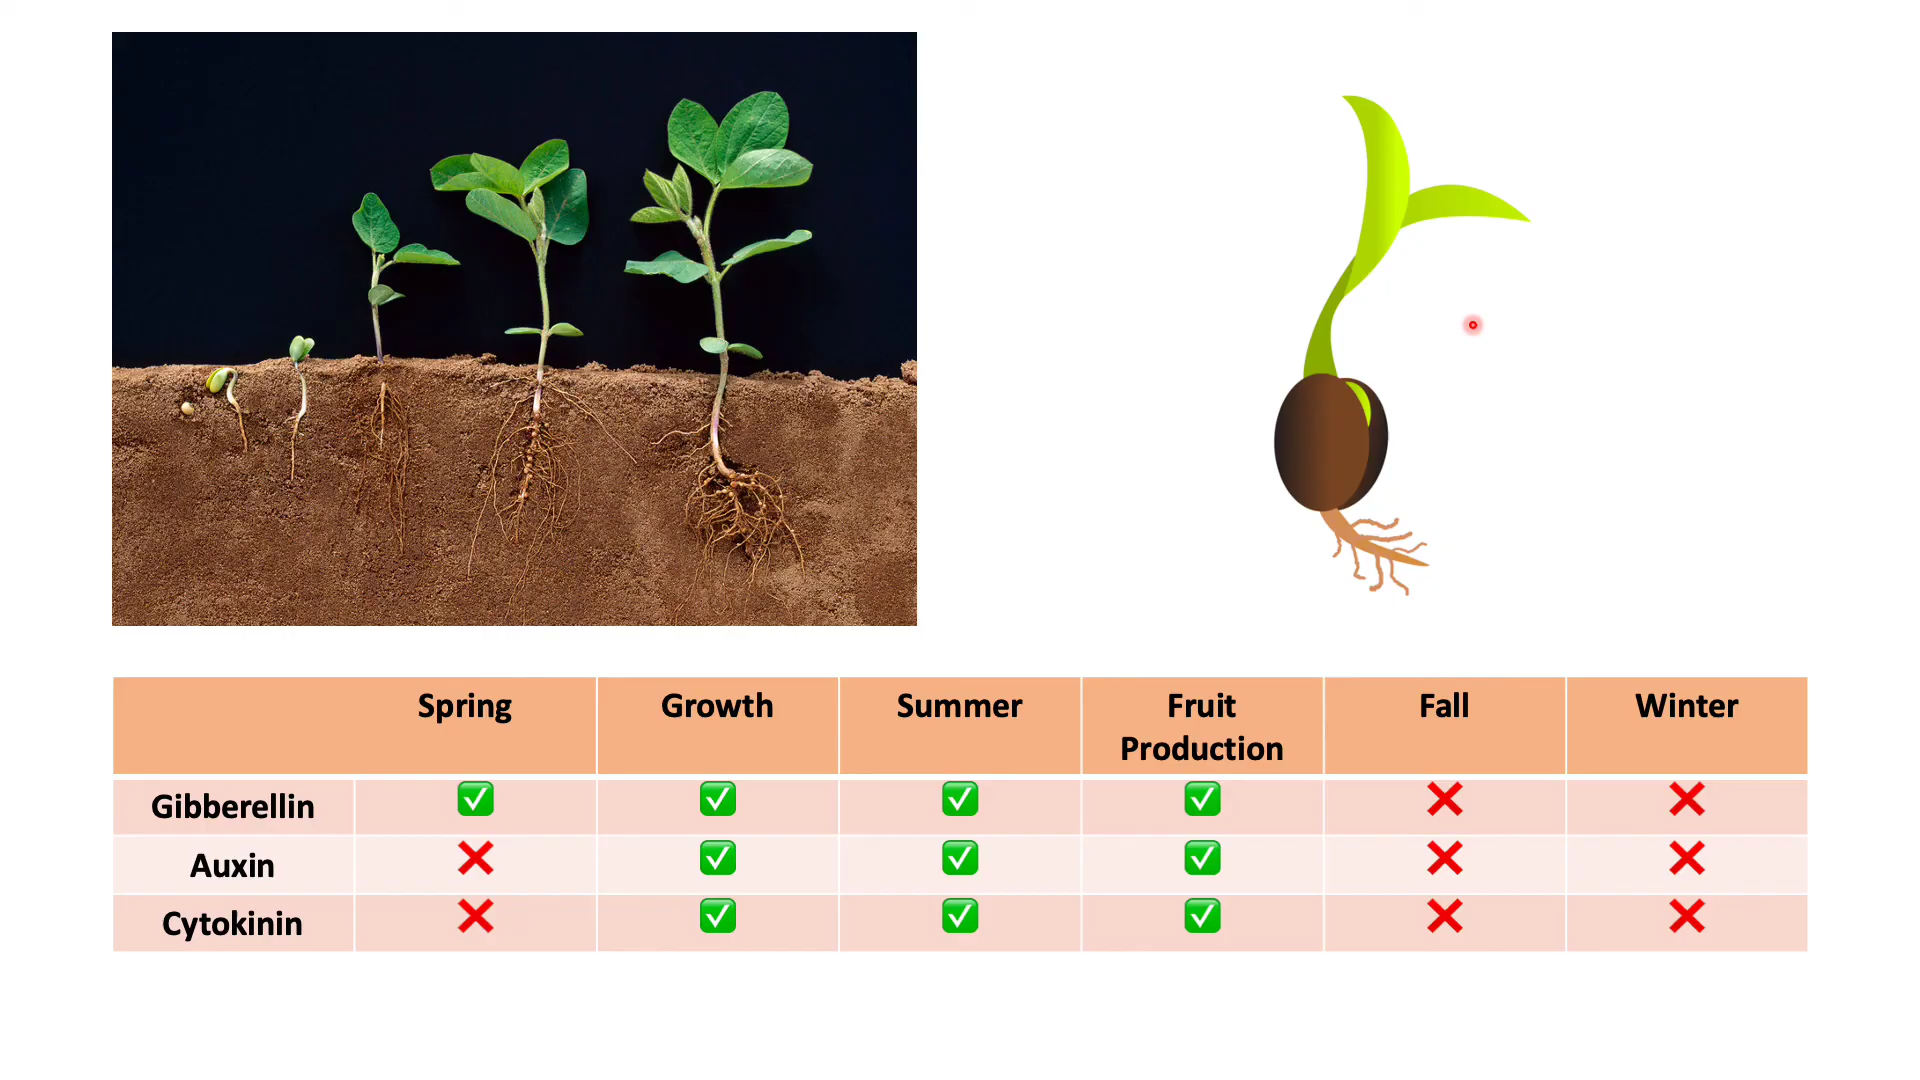 Spring Growth Summer Fruit Production Fall Winter
Gibberellin ✅ ✅ ✅ ✅ ❌ ❌
Auxin ❌ ✅ ✅ ✅ ❌ ❌
Cytokinin ❌ ✅ ✅ ✅ ❌ ❌